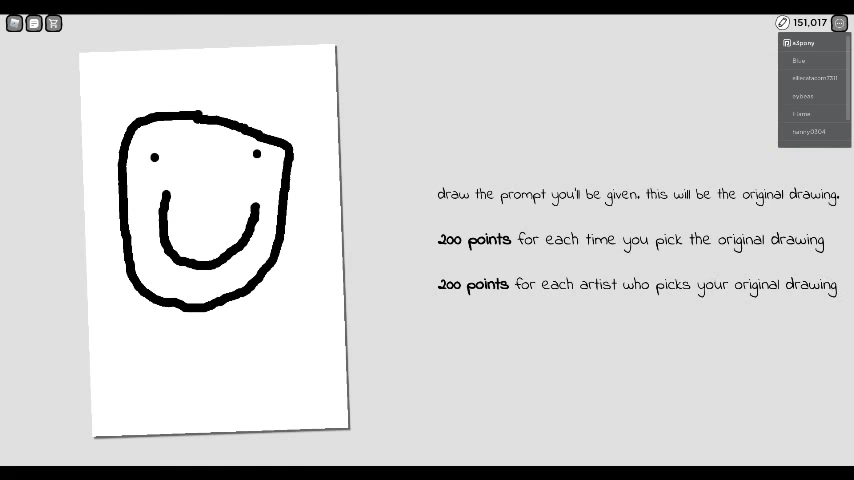 151,017
a3pony
Blue
eybeas
Flame
hanny0304
draw the prompt you'll be given. this will be the original drawing.
200 points for each time you pick the original drawing
200 points for each artist who picks your original drawing